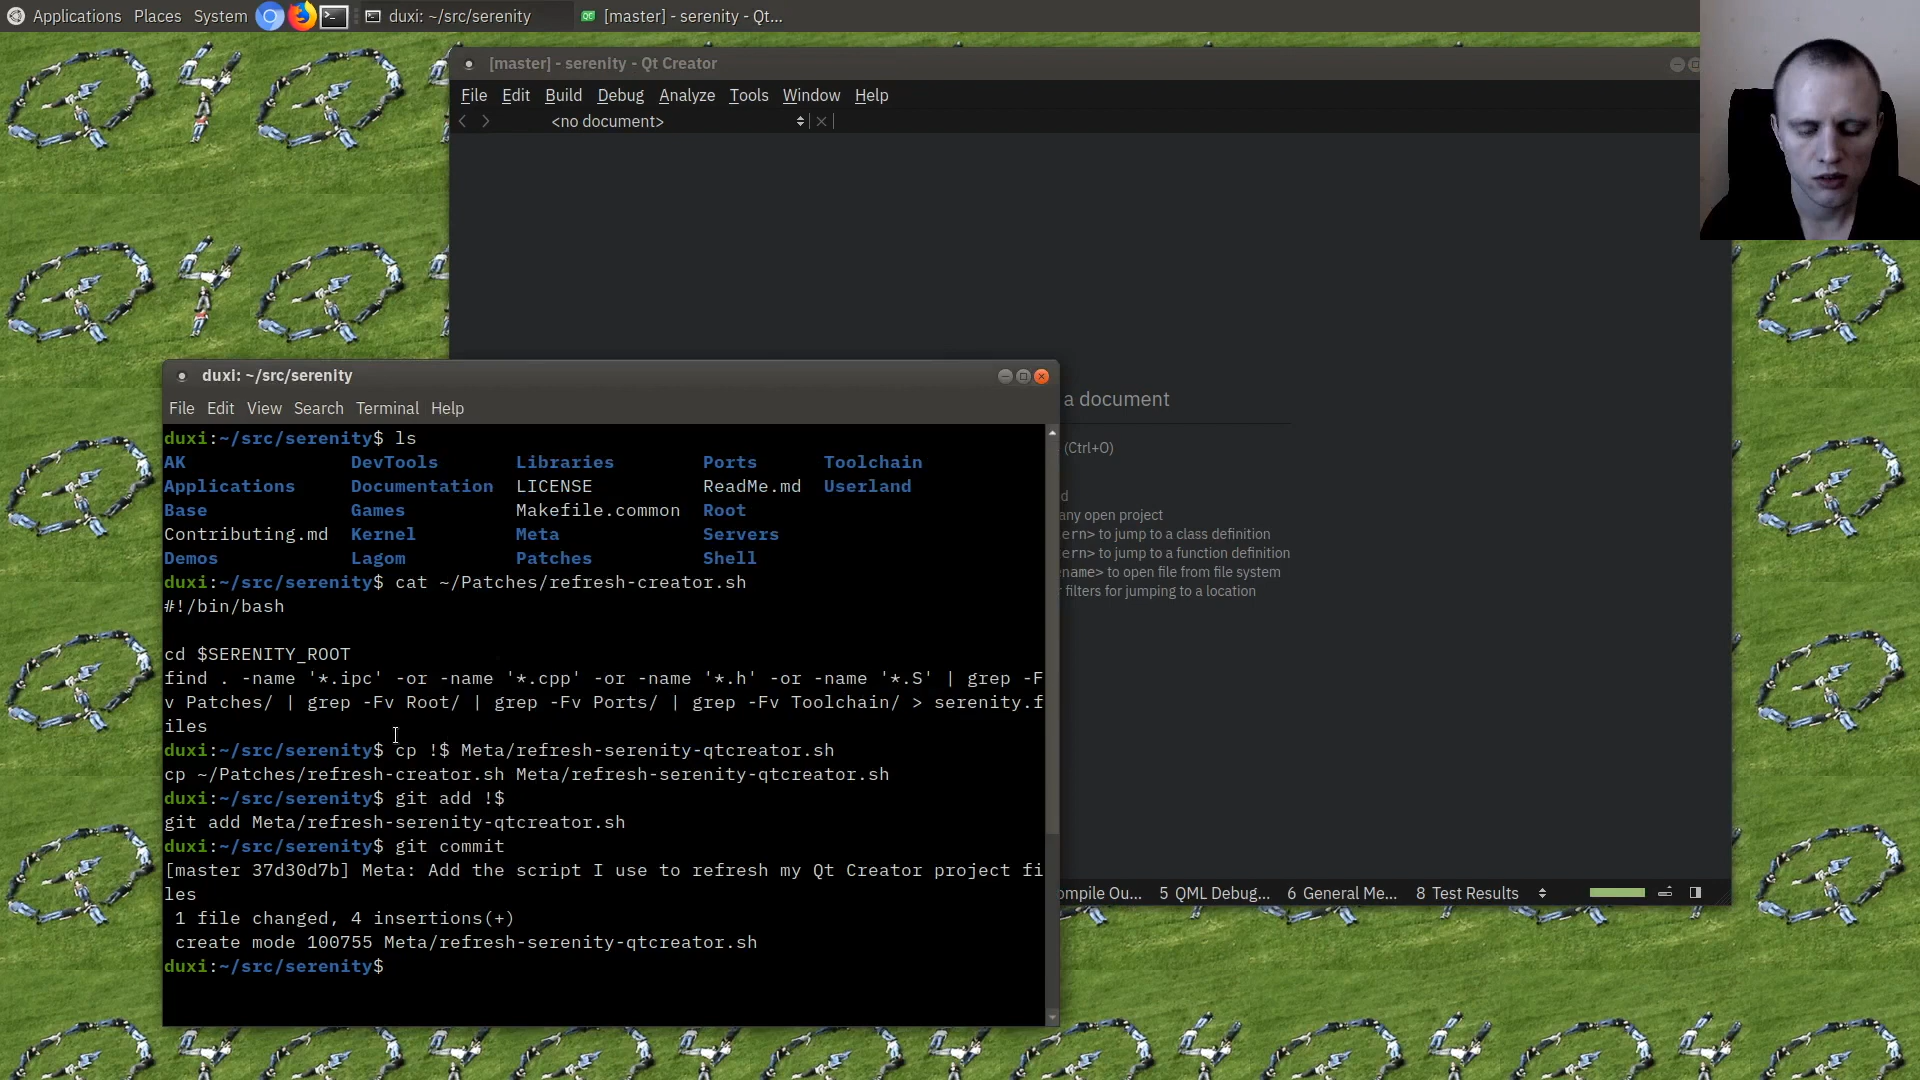 Applications Places System duxi: ~/src/serenity [master] - serenity - Qt...
[master] - serenity - Qt Creator
File Edit Build Debug Analyze Tools Window Help
<no document>
duxi: ~/src/serenity
File Edit View Search Terminal Help
duxi:~/src/serenity$ ls
AK DevTools Libraries Ports Toolchain
Applications Documentation LICENSE ReadMe.md Userland
Base Games Makefile.common Root
Contributing.md Kernel Meta Servers
Demos Lagom Patches Shell
duxi:~/src/serenity$ cat ~/Patches/refresh-creator.sh
#!/bin/bash
cd $SERENITY_ROOT
find . -name '*.ipc' -or -name '*.cpp' -or -name '*.h' -or -name '*.S' | grep -F
v Patches/ | grep -Fv Root/ | grep -Fv Ports/ | grep -Fv Toolchain/ > serenity.f
iles
duxi:~/src/serenity$ cp !$ Meta/refresh-serenity-qtcreator.sh
cp ~/Patches/refresh-creator.sh Meta/refresh-serenity-qtcreator.sh
duxi:~/src/serenity$ git add !$
git add Meta/refresh-serenity-qtcreator.sh
duxi:~/src/serenity$ git commit
[master 37d30d7b] Meta: Add the script I use to refresh my Qt Creator project fi
les
1 file changed, 4 insertions(+)
create mode 100755 Meta/refresh-serenity-qtcreator.sh
duxi:~/src/serenity$
a document
(Ctrl+O)
d
any open project
ern> to jump to a class definition
ern> to jump to a function definition
name> to open file from file system
filters for jumping to a location
ompile Ou... 5 QML Debug... 6 General Me... 8 Test Results